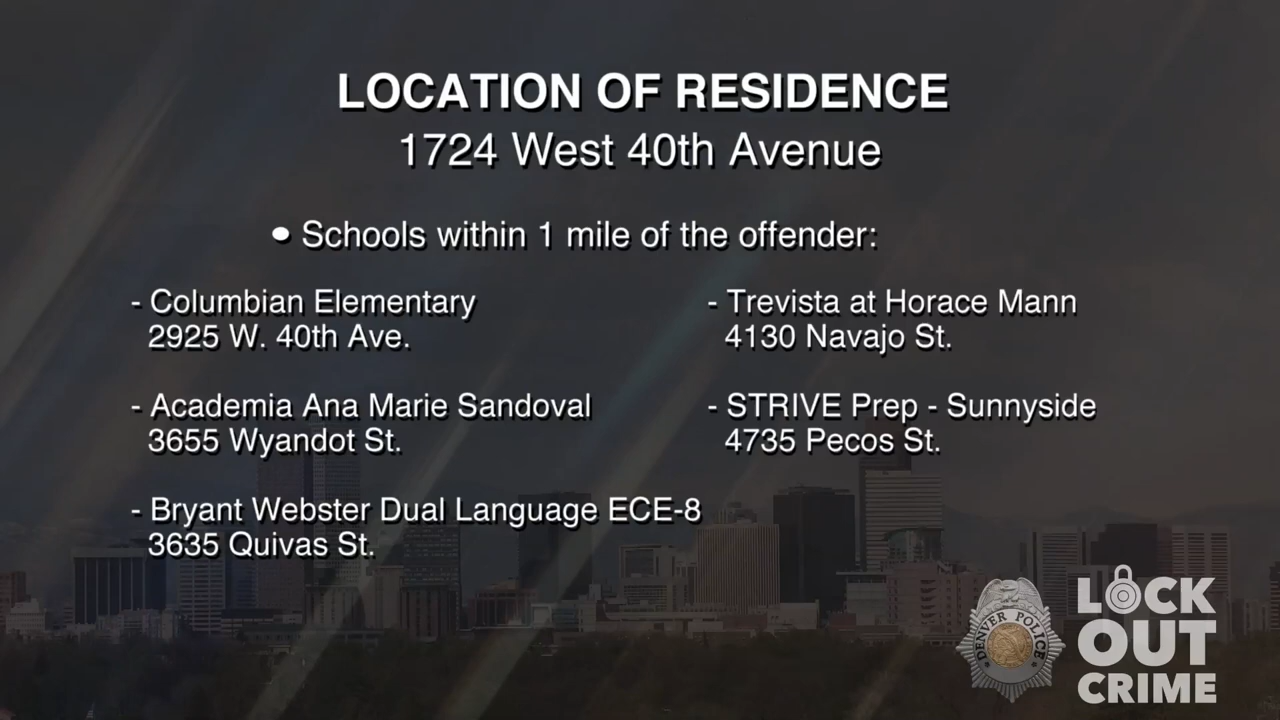 LOCATION OF RESIDENCE
1724 West 40th Avenue
• Schools within 1 mile of the offender:
- Columbian Elementary
2925 W. 40th Ave.
- Academia Ana Marie Sandoval
3655 Wyandot St.
- Bryant Webster Dual Language ECE-8
3635 Quivas St.
- Trevista at Horace Mann
4130 Navajo St.
- STRIVE Prep - Sunnyside
4735 Pecos St.
DENVER POLICE
LOCK
OUT
CRIME